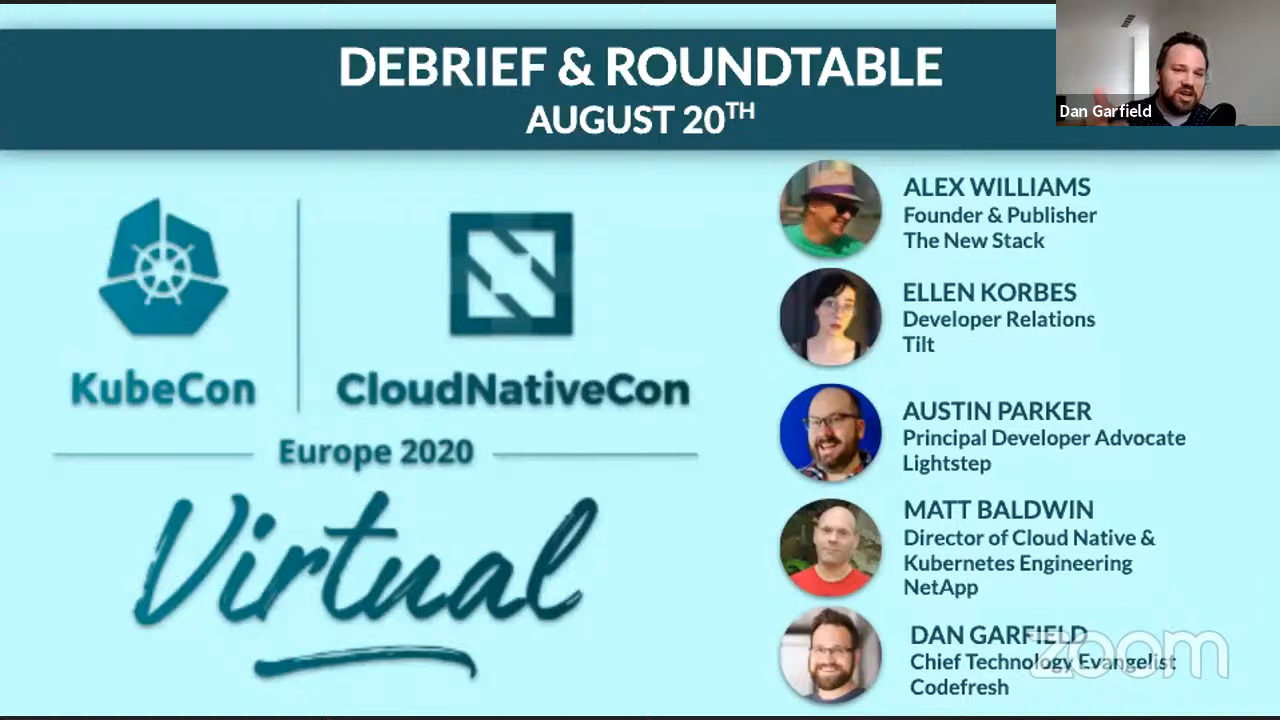 DEBRIEF & ROUNDTABLE
AUGUST 20TH
Dan Garfield
KubeCon
CloudNativeCon
Europe 2020
Virtual
ALEX WILLIAMS
Founder & Publisher
The New Stack
ELLEN KORBES
Developer Relations
Tilt
AUSTIN PARKER
Principal Developer Advocate
Lightstep
MATT BALDWIN
Director of Cloud Native &
Kubernetes Engineering
NetApp
DAN GARFIELD
Chief Technology Evangelist
Codefresh
zoom